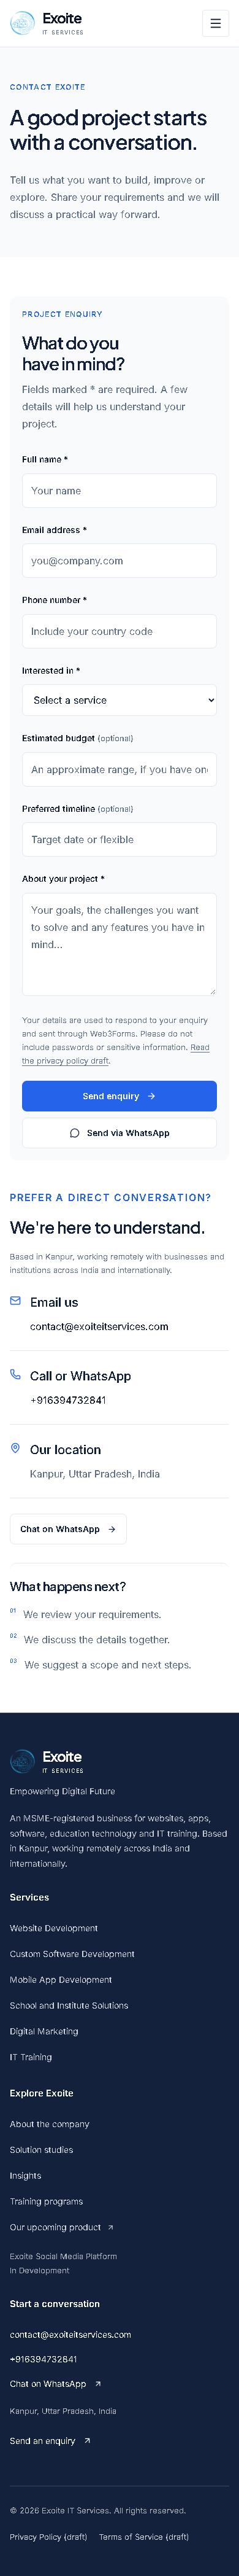 Exoite
IT SERVICES
CONTACT EXOITE
A good project starts
with a conversation.
Tell us what you want to build, improve or
explore. Share your requirements and we will
discuss a practical way forward.
PROJECT ENQUIRY
What do you
have in mind?
Fields marked * are required. A few
details will help us understand your
project.
Full name *
Your name
Email address *
you@company.com
Phone number *
Include your country code
Interested in *
Select a service
Estimated budget (optional)
An approximate range, if you have one
Preferred timeline (optional)
Target date or flexible
About your project *
Your goals, the challenges you want
to solve and any features you have in
mind...
Your details are used to respond to your enquiry
and sent through Web3Forms. Please do not
include passwords or sensitive information. Read
the privacy policy draft.
Send enquiry →
Send via WhatsApp
PREFER A DIRECT CONVERSATION?
We're here to understand.
Based in Kanpur, working remotely with businesses and
institutions across India and internationally.
Email us
contact@exoiteitservices.com
Call or WhatsApp
+916394732841
Our location
Kanpur, Uttar Pradesh, India
Chat on WhatsApp →
What happens next?
01 We review your requirements.
02 We discuss the details together.
03 We suggest a scope and next steps.
Exoite
IT SERVICES
Empowering Digital Future
An MSME-registered business for websites, apps,
software, education technology and IT training. Based
in Kanpur, working remotely across India and
internationally.
Services
Website Development
Custom Software Development
Mobile App Development
School and Institute Solutions
Digital Marketing
IT Training
Explore Exoite
About the company
Solution studies
Insights
Training programs
Our upcoming product ↗
Exoite Social Media Platform
In Development
Start a conversation
contact@exoiteitservices.com
+916394732841
Chat on WhatsApp ↗
Kanpur, Uttar Pradesh, India
Send an enquiry ↗
© 2026 Exoite IT Services. All rights reserved.
Privacy Policy (draft) Terms of Service (draft)